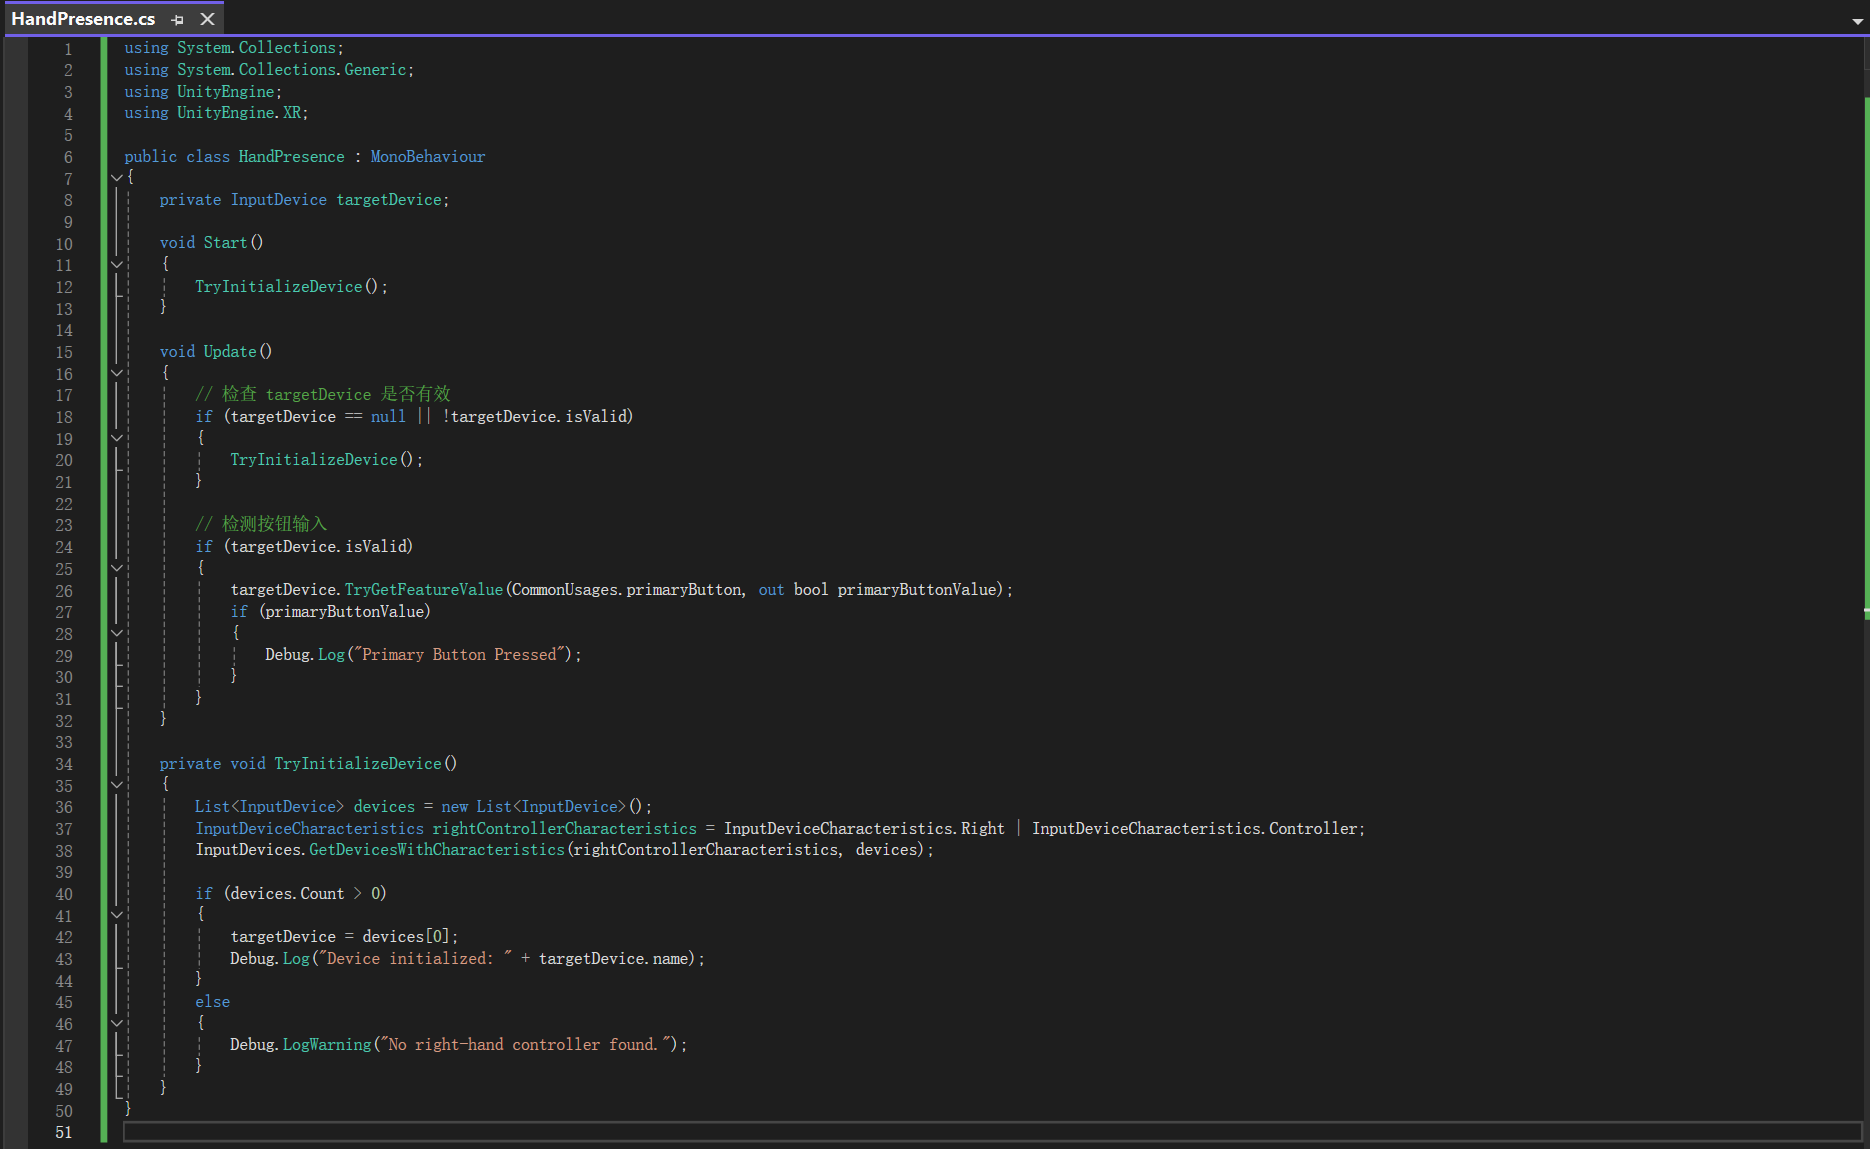 HandPresence.cs
1 using System.Collections;
2 using System.Collections.Generic;
3 using UnityEngine;
4 using UnityEngine.XR;
5
6 public class HandPresence : MonoBehaviour
7 {
8     private InputDevice targetDevice;
9
10     void Start()
11     {
12         TryInitializeDevice();
13     }
14
15     void Update()
16     {
17         // 检查 targetDevice 是否有效
18         if (targetDevice == null || !targetDevice.isValid)
19         {
20             TryInitializeDevice();
21         }
22
23         // 检测按钮输入
24         if (targetDevice.isValid)
25         {
26             targetDevice.TryGetFeatureValue(CommonUsages.primaryButton, out bool primaryButtonValue);
27             if (primaryButtonValue)
28             {
29                 Debug.Log("Primary Button Pressed");
30             }
31         }
32     }
33
34     private void TryInitializeDevice()
35     {
36         List<InputDevice> devices = new List<InputDevice>();
37         InputDeviceCharacteristics rightControllerCharacteristics = InputDeviceCharacteristics.Right | InputDeviceCharacteristics.Controller;
38         InputDevices.GetDevicesWithCharacteristics(rightControllerCharacteristics, devices);
39
40         if (devices.Count > 0)
41         {
42             targetDevice = devices[0];
43             Debug.Log("Device initialized: " + targetDevice.name);
44         }
45         else
46         {
47             Debug.LogWarning("No right-hand controller found.");
48         }
49     }
50 }
51